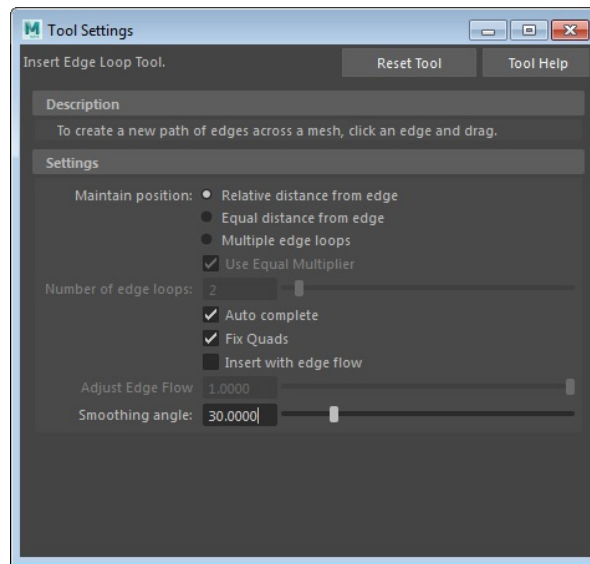 Tool Settings
Insert Edge Loop Tool.
Reset Tool
Tool Help
Description
To create a new path of edges across a mesh, click an edge and drag.
Settings
Maintain position: Relative distance from edge
Equal distance from edge
Multiple edge loops
Use Equal Multiplier
Number of edge loops: 2
Auto complete
Fix Quads
Insert with edge flow
Adjust Edge Flow 1.0000
Smoothing angle: 30.0000